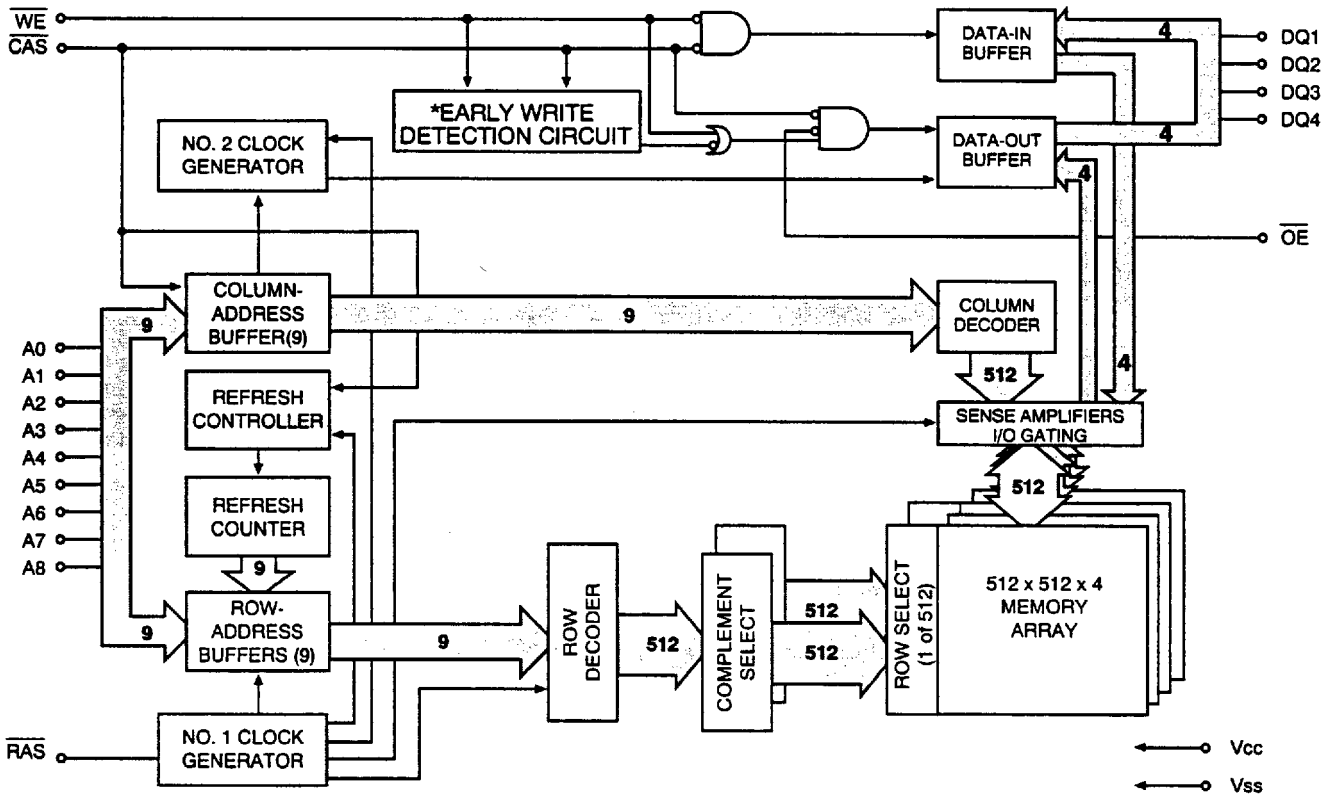 WE
CAS
*EARLY WRITE
DETECTION CIRCUIT
NO. 2 CLOCK
GENERATOR
DATA-IN
BUFFER
DATA-OUT
BUFFER
4
4
4
DQ1
DQ2
DQ3
DQ4
OE
COLUMN-
ADDRESS
BUFFER(9)
9
9
COLUMN
DECODER
512
4
A0
A1
A2
A3
A4
A5
A6
A7
A8
REFRESH
CONTROLLER
REFRESH
COUNTER
9
SENSE AMPLIFIERS
I/O GATING
512
9
ROW-
ADDRESS
BUFFERS (9)
9
ROW
DECODER
512
COMPLEMENT
SELECT
512
512
ROW SELECT
(1 of 512)
512 x 512 x 4
MEMORY
ARRAY
RAS
NO. 1 CLOCK
GENERATOR
Vcc
Vss